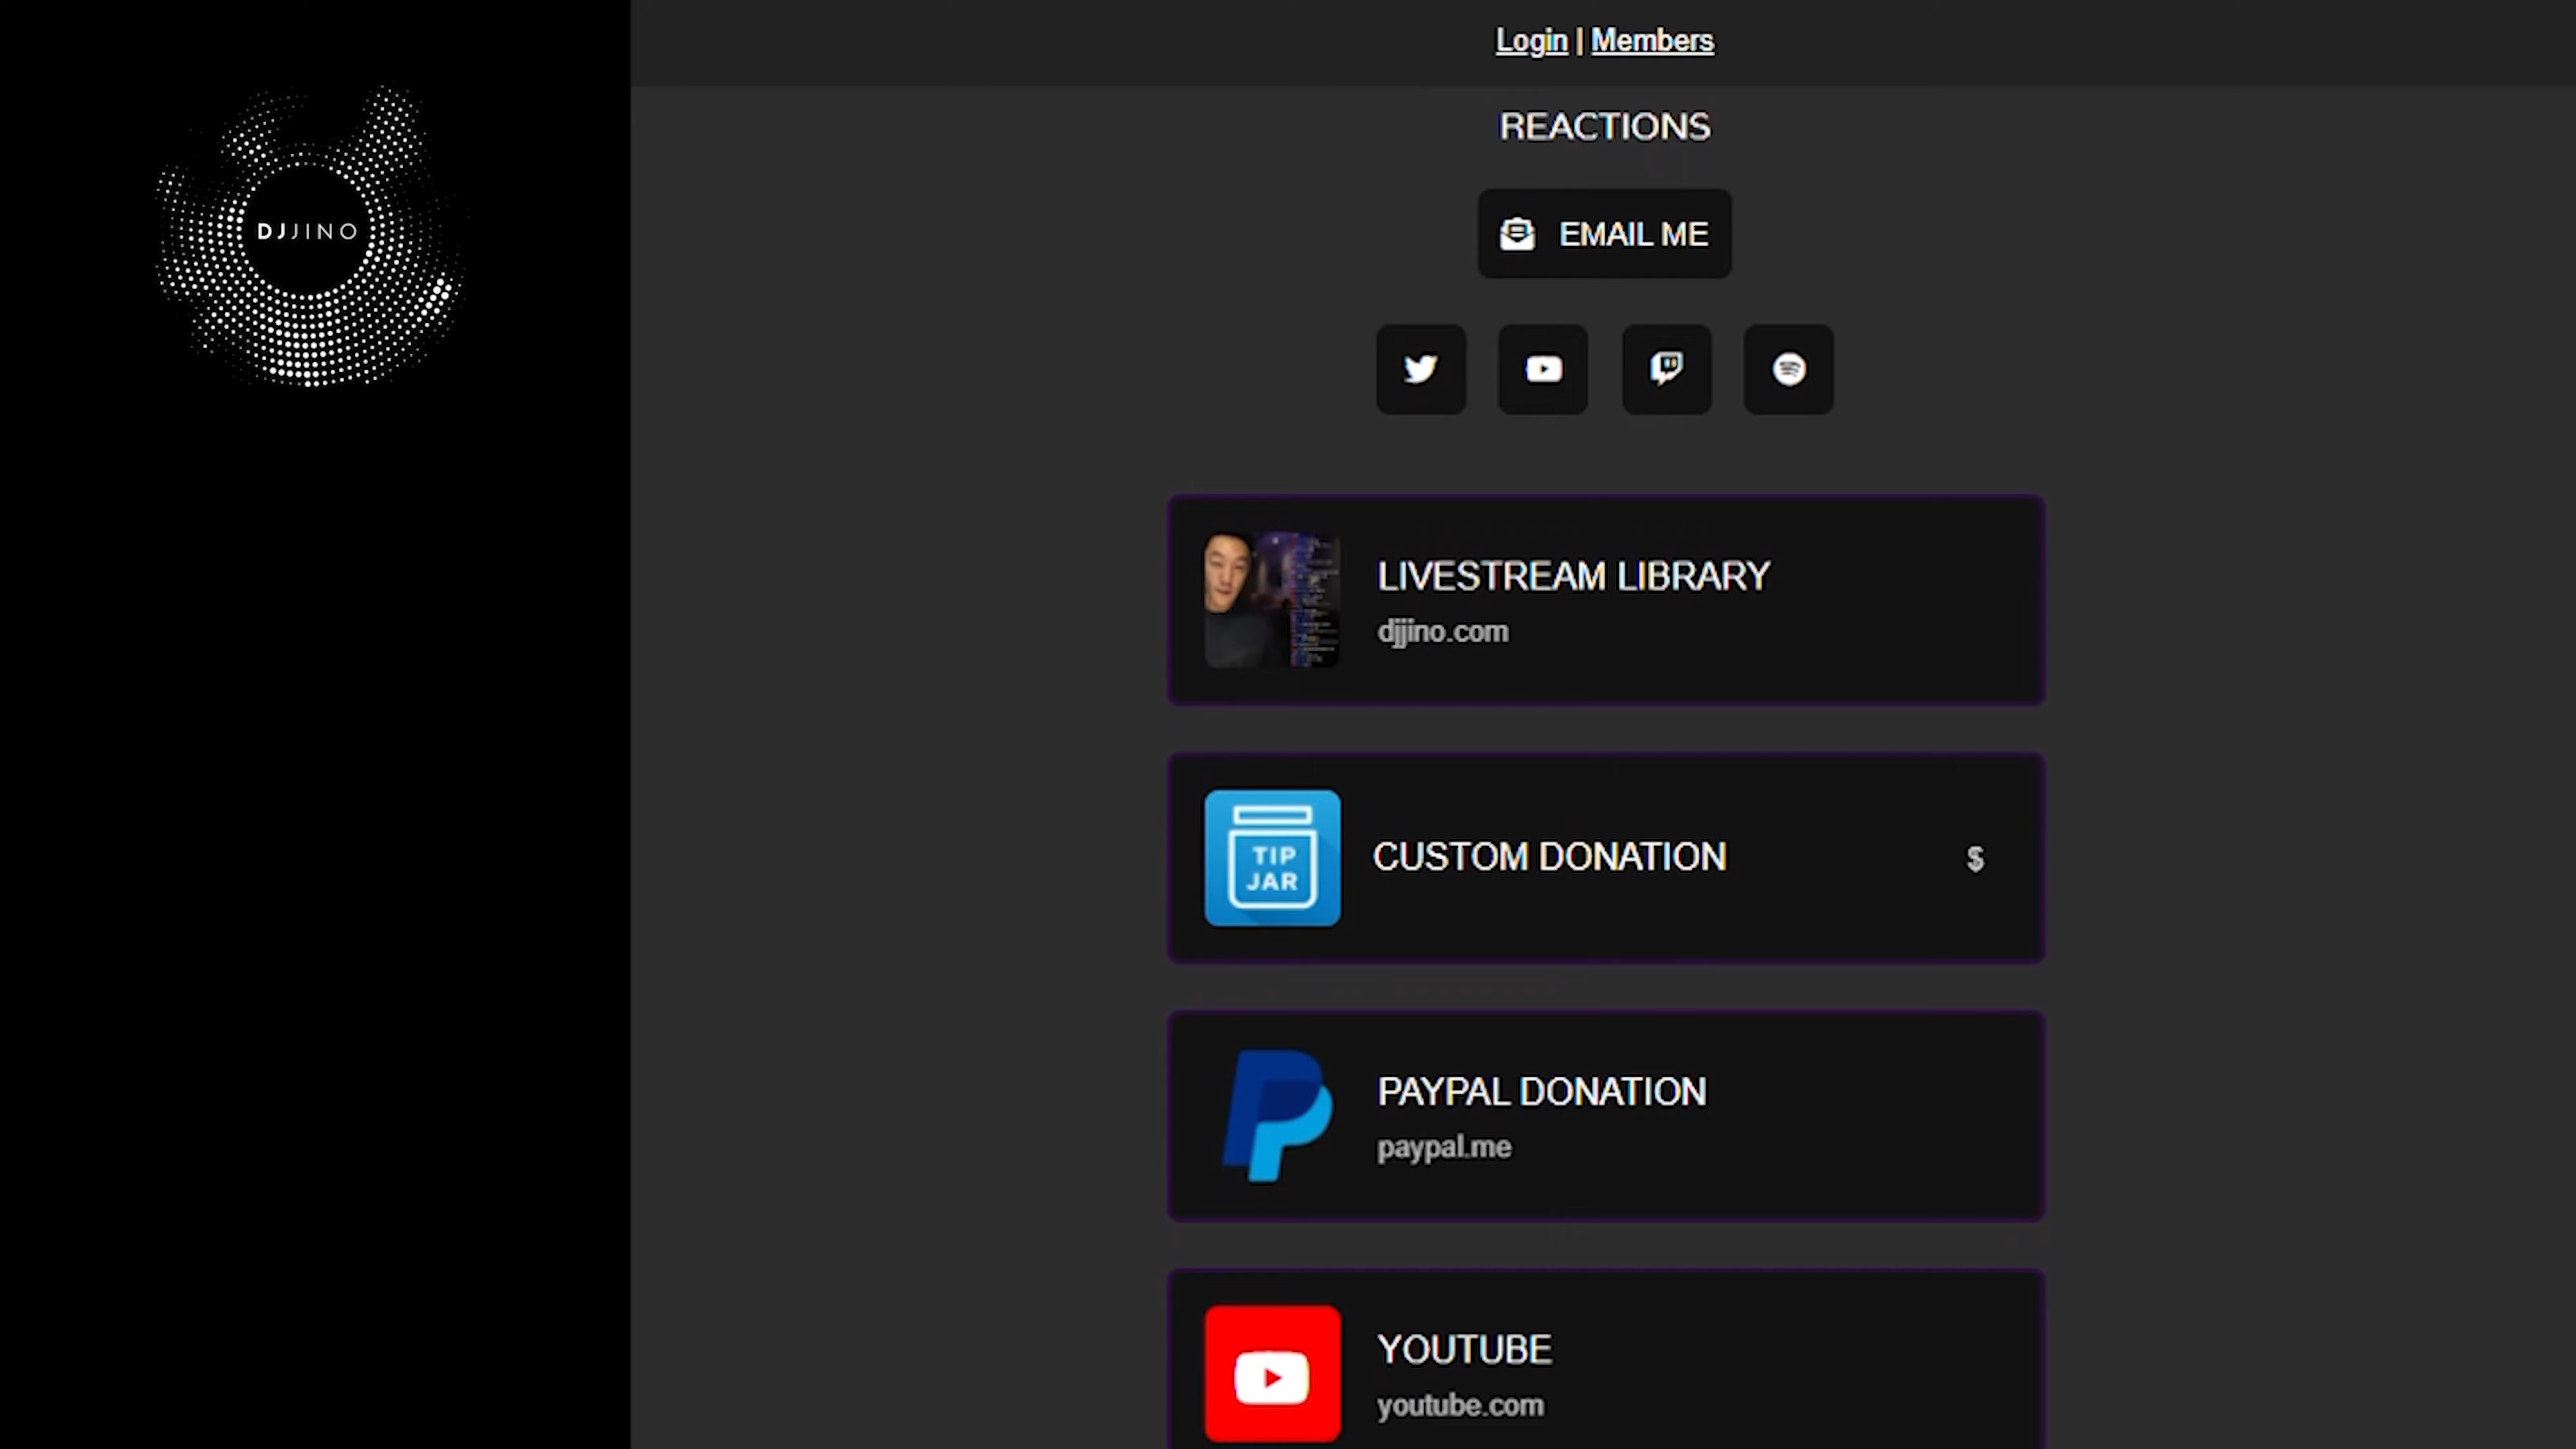 DJJINO
Login | Members
REACTIONS
EMAIL ME
LIVESTREAM LIBRARY
djjino.com
TIP
JAR
CUSTOM DONATION
$
PAYPAL DONATION
paypal.me
YOUTUBE
youtube.com